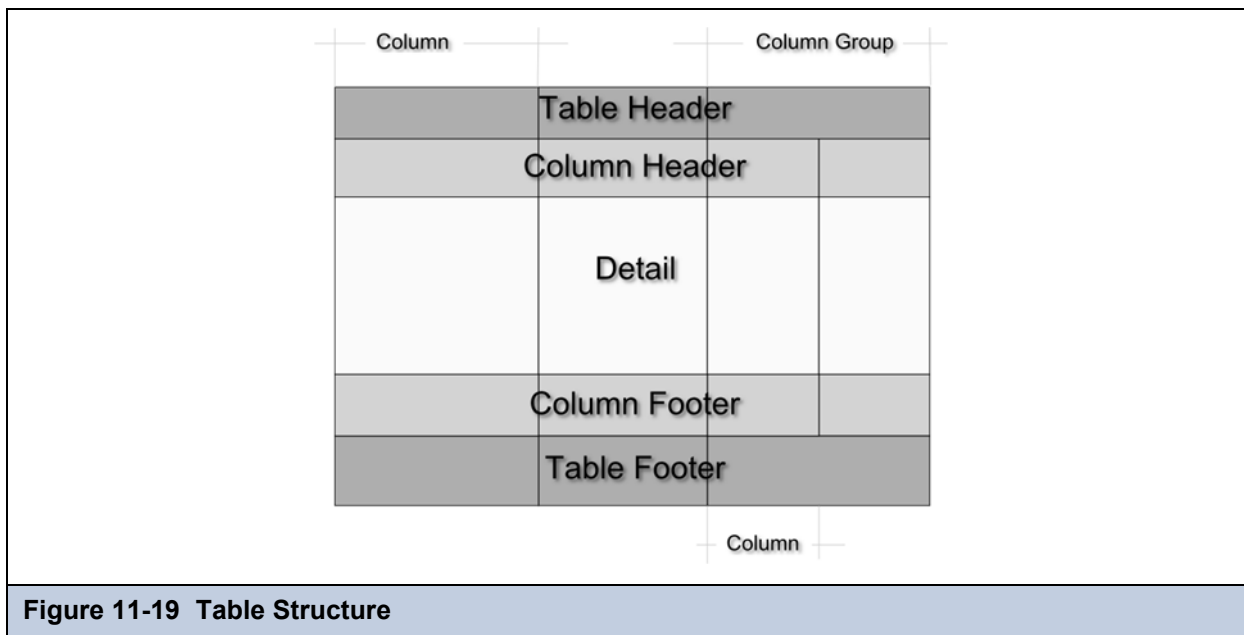 Column Column Group
Table Header
Column Header
Detail
Column Footer
Table Footer
Column
Figure 11-19 Table Structure